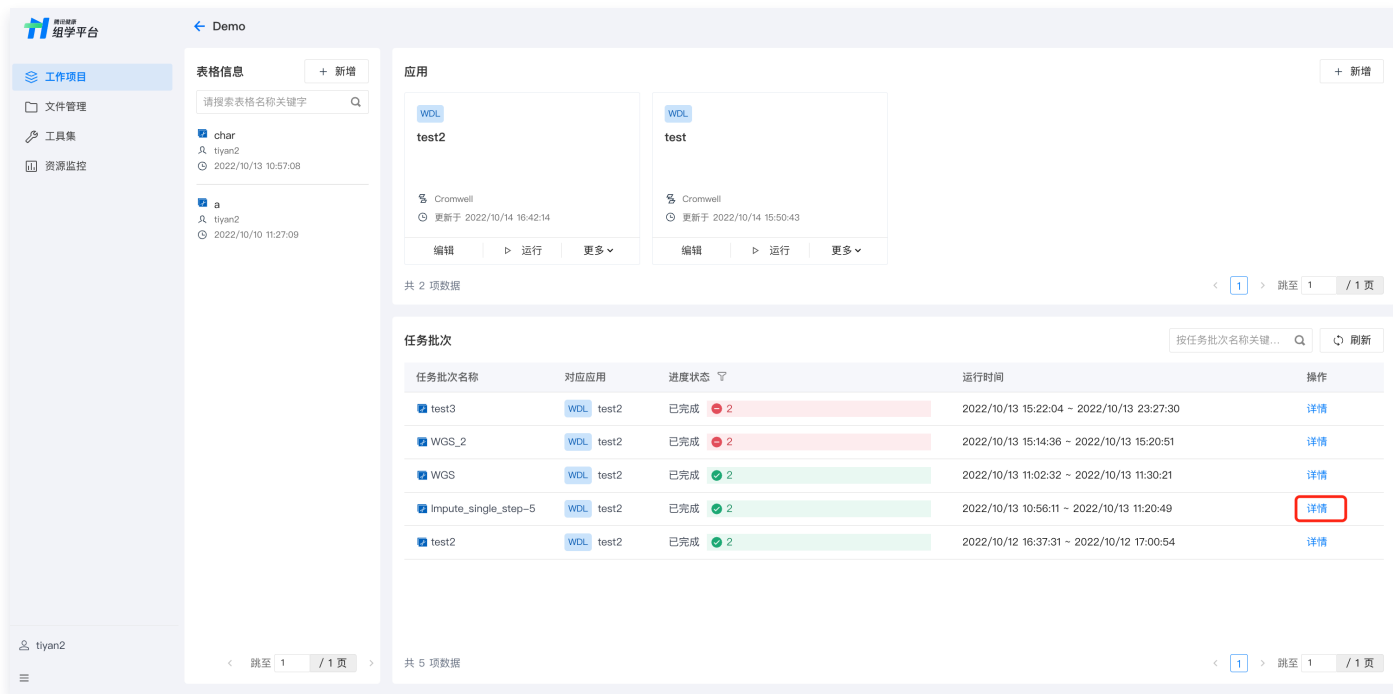 腾讯健康
组学平台
工作项目
文件管理
工具集
资源监控
tiyan2
Demo
表格信息
+ 新增
请搜索表格名称关键字
char
tiyan2
2022/10/13 10:57:08
a
tiyan2
2022/10/10 11:27:09
跳至 1 / 1 页
应用
+ 新增
WDL
test2
Cromwell
更新于 2022/10/14 16:42:14
编辑 运行 更多
WDL
test
Cromwell
更新于 2022/10/14 15:50:43
编辑 运行 更多
共 2 项数据
1 跳至 1 / 1 页
任务批次
按任务批次名称关键... 刷新
任务批次名称 对应应用 进度状态 运行时间 操作
test3 WDL test2 已完成 2 2022/10/13 15:22:04 ~ 2022/10/13 23:27:30 详情
WGS_2 WDL test2 已完成 2 2022/10/13 15:14:36 ~ 2022/10/13 15:20:51 详情
WGS WDL test2 已完成 2 2022/10/13 11:02:32 ~ 2022/10/13 11:30:21 详情
Impute_single_step-5 WDL test2 已完成 2 2022/10/13 10:56:11 ~ 2022/10/13 11:20:49 详情
test2 WDL test2 已完成 2 2022/10/12 16:37:31 ~ 2022/10/12 17:00:54 详情
共 5 项数据
1 跳至 1 / 1 页